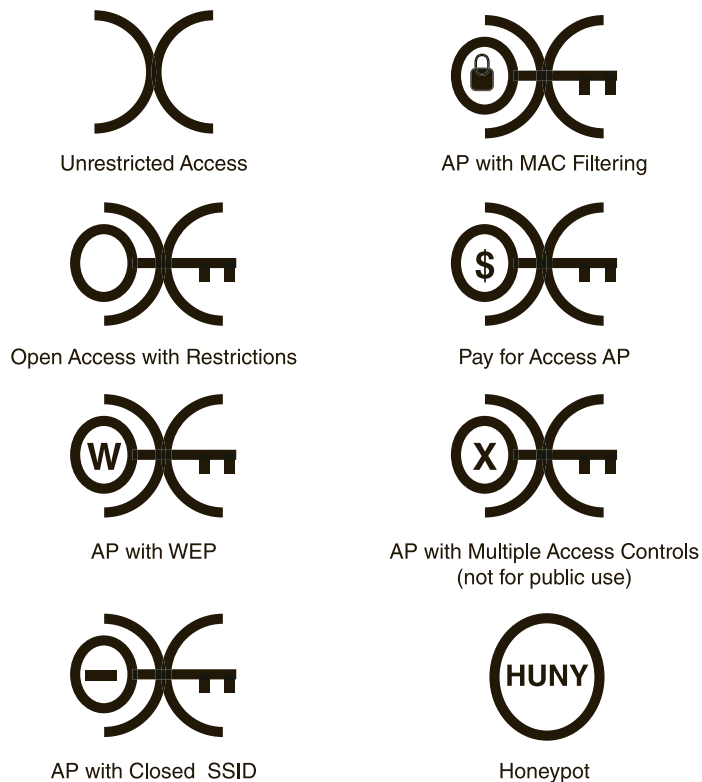 Unrestricted Access
AP with MAC Filtering
Open Access with Restrictions
$
Pay for Access AP
W
AP with WEP
X
AP with Multiple Access Controls
(not for public use)
AP with Closed SSID
HUNY
Honeypot